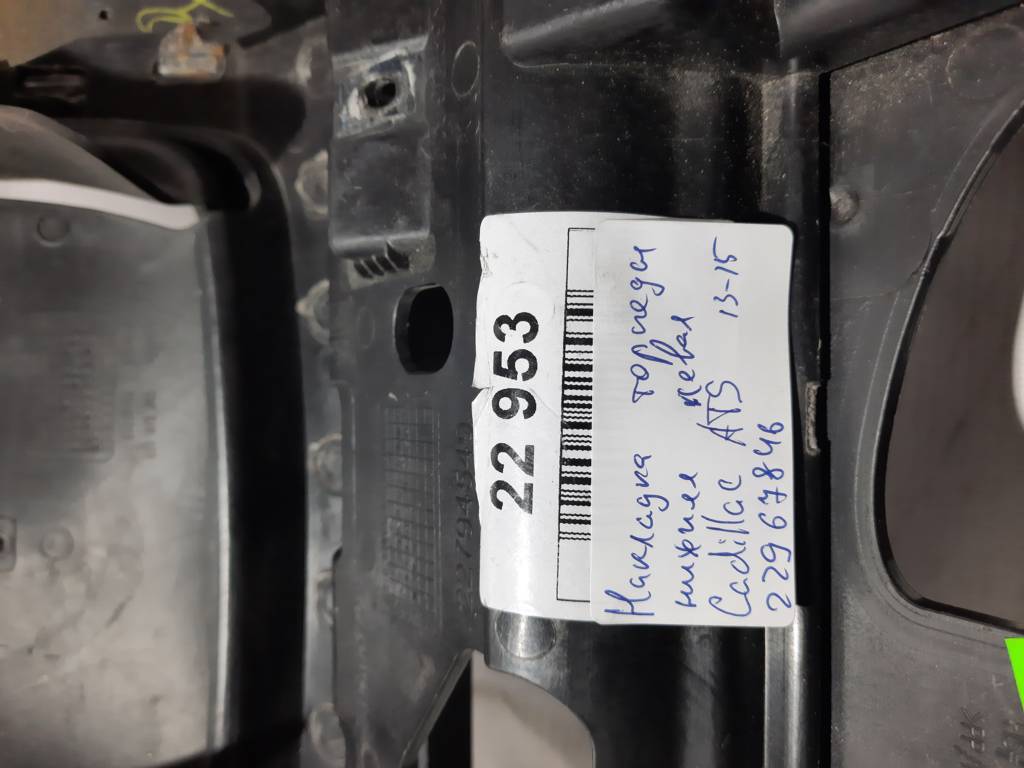 22 953
Накладка торпеды
нижняя левая
Cadillac ATS 13-15
22967846